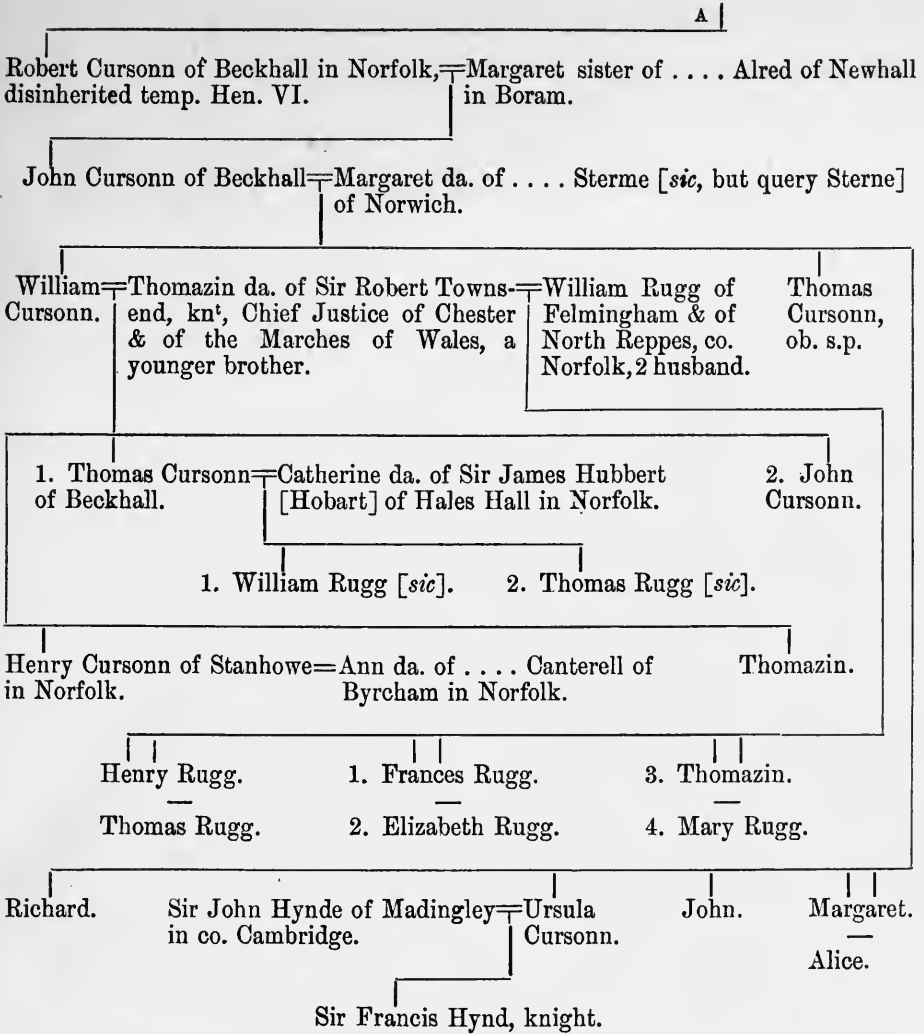 A
Robert Cursonn of Beckhall in Norfolk,=Margaret sister of . . . . Alred of Newhall
disinherited temp. Hen. VI. in Boram.
John Cursonn of Beckhall=Margaret da. of . . . . Sterme [sic, but query Sterne]
of Norwich.
William=Thomazin da. of Sir Robert Towns-=William Rugg of Thomas
Cursonn. end, knᵗ, Chief Justice of Chester Felmingham & of Cursonn,
& of the Marches of Wales, a North Reppes, co. ob. s.p.
younger brother. Norfolk, 2 husband.
1. Thomas Cursonn=Catherine da. of Sir James Hubbert 2. John
of Beckhall. [Hobart] of Hales Hall in Norfolk. Cursonn.
1. William Rugg [sic]. 2. Thomas Rugg [sic].
Henry Cursonn of Stanhowe=Ann da. of . . . . Canterell of Thomazin.
in Norfolk. Byrcham in Norfolk.
Henry Rugg. 1. Frances Rugg. 3. Thomazin.
Thomas Rugg. 2. Elizabeth Rugg. 4. Mary Rugg.
Richard. Sir John Hynde of Madingley=Ursula John. Margaret.
in co. Cambridge. Cursonn.
Alice.
Sir Francis Hynd, knight.